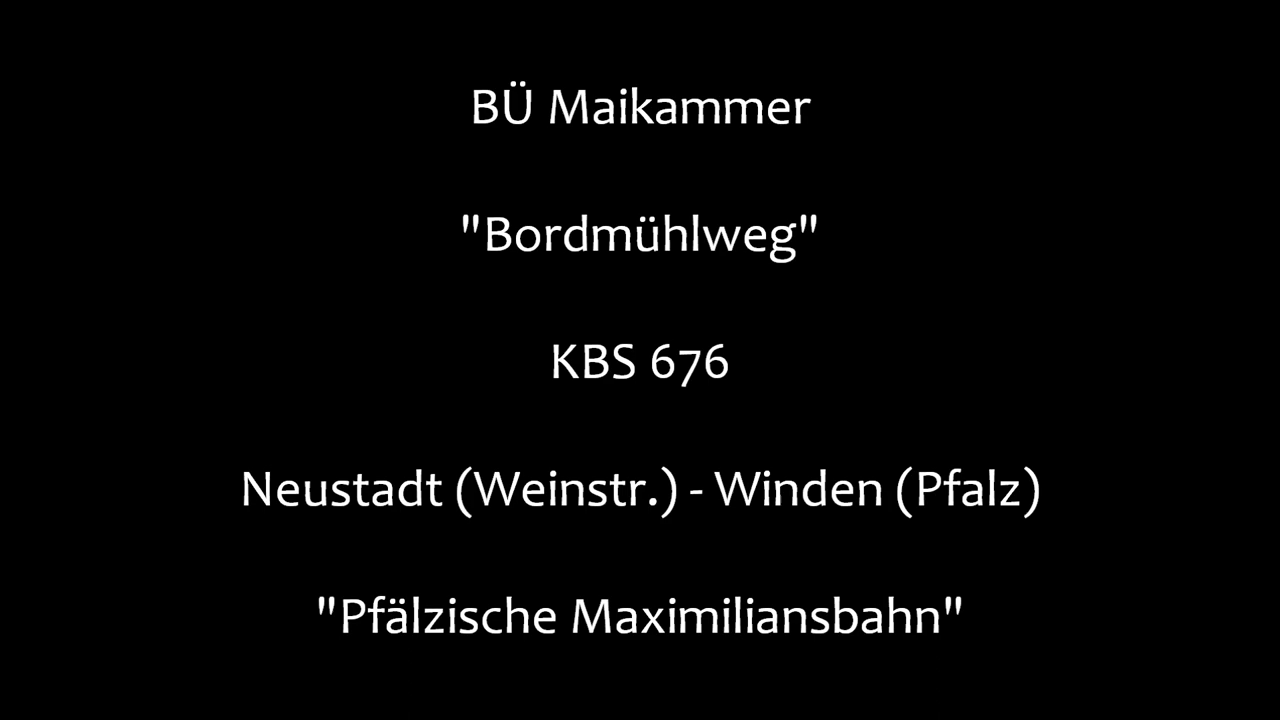 BÜ Maikammer
"Bordmühlweg"
KBS 676
Neustadt (Weinstr.) - Winden (Pfalz)
"Pfälzische Maximiliansbahn"